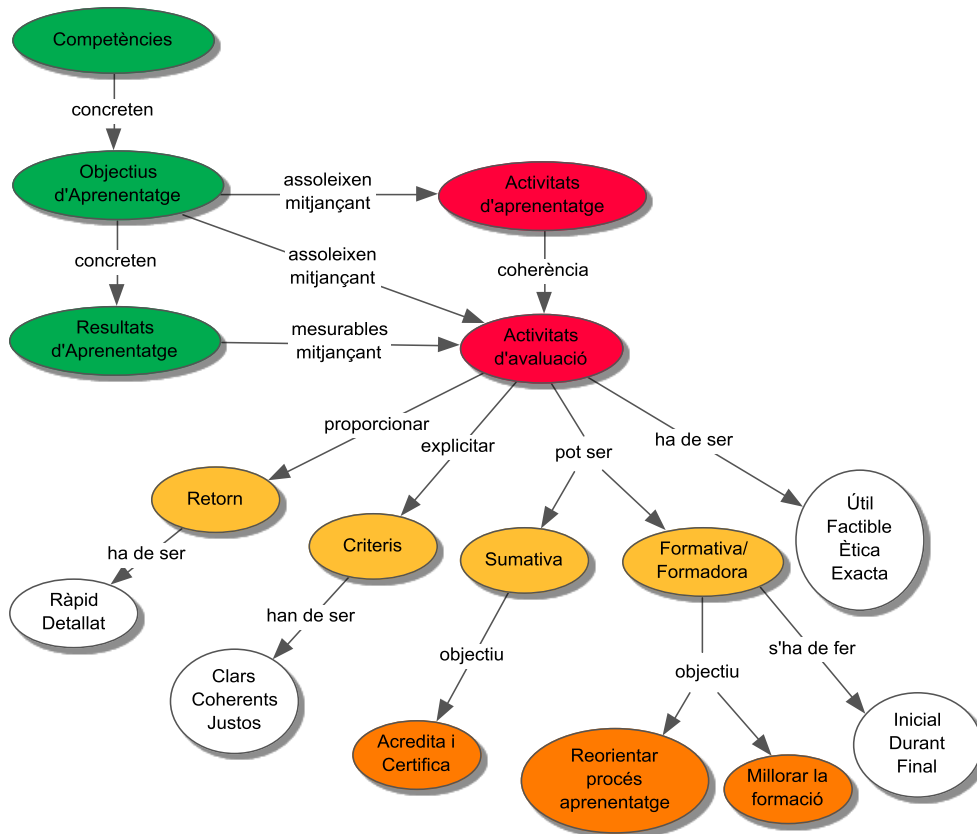 Competències
concreten
Objectius
d'Aprenentatge
assoleixen
mitjançant
Activitats
d'aprenentatge
concreten
assoleixen
mitjançant
coherència
Resultats
d'Aprenentatge
mesurables
mitjançant
Activitats
d'avaluació
proporcionar
explicitar
pot ser
ha de ser
Retorn
Criteris
Sumativa
Formativa/
Formadora
Útil
Factible
Ètica
Exacta
ha de ser
Ràpid
Detallat
han de ser
Clars
Coherents
Justos
objectiu
Acredita i
Certifica
objectiu
Reorientar
procés
aprenentatge
Millorar la
formació
s'ha de fer
Inicial
Durant
Final